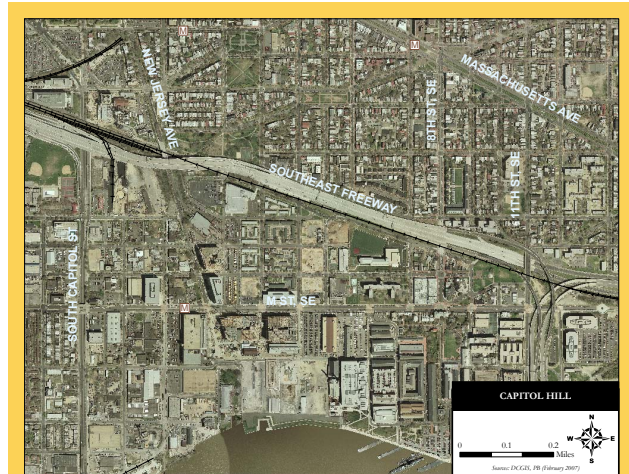 M
M
NEW JERSEY AVE
MASSACHUSETTS AVE
8TH ST. SE
11TH ST. SE
SOUTHEAST FREEWAY
SOUTH CAPITOL ST
M ST. SE
M
CAPITOL HILL
N
W E
S
0 0.1 0.2
Miles
Source: DCGIS, PB (February 2007)